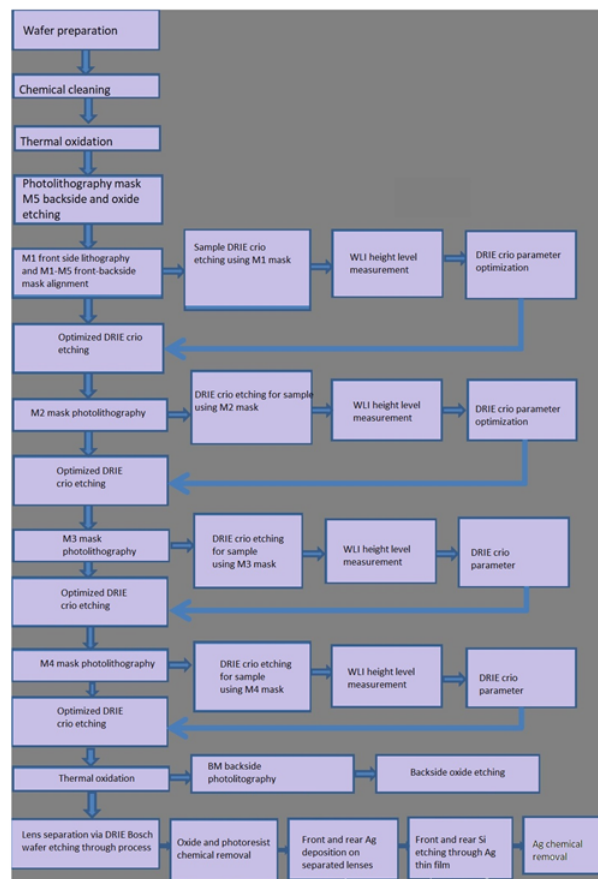 Wafer preparation
Chemical cleaning
Thermal oxidation
Photolithography mask
M5 backside and oxide
etching
M1 front side lithography
and M1-M5 front-backside
mask alignment
Sample DRIE crio
etching using M1 mask
WLI height level
measurement
DRIE crio parameter
optimization
Optimized DRIE crio
etching
M2 mask photolithography
DRIE crio etching for sample
using M2 mask
WLI height level
measurement
DRIE crio parameter
optimization
Optimized DRIE
crio etching
M3 mask
photolithography
DRIE crio etching
for sample
using M3 mask
WLI height level
measurement
DRIE crio
parameter
Optimized DRIE
crio etching
M4 mask photolithography
DRIE crio etching
for sample
using M4 mask
WLI height level
measurement
DRIE crio
parameter
Optimized DRIE
crio etching
Thermal oxidation
BM backside
photolitography
Backside oxide etching
Lens separation via DRIE Bosch
wafer etching through process
Oxide and photoresist
chemical removal
Front and rear Ag
deposition on
separated lenses
Front and rear Si
etching through Ag
thin film
Ag chemical
removal